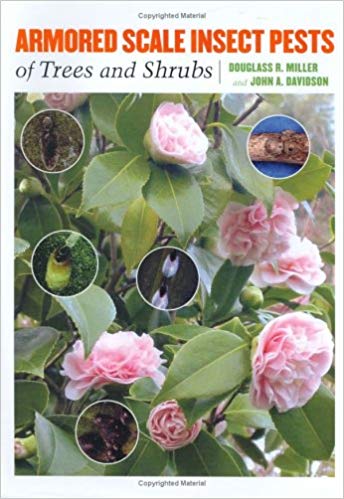 Copyrighted Material
ARMORED SCALE INSECT PESTS
of Trees and Shrubs
DOUGLASS R. MILLER
and JOHN A. DAVIDSON
Copyrighted Material